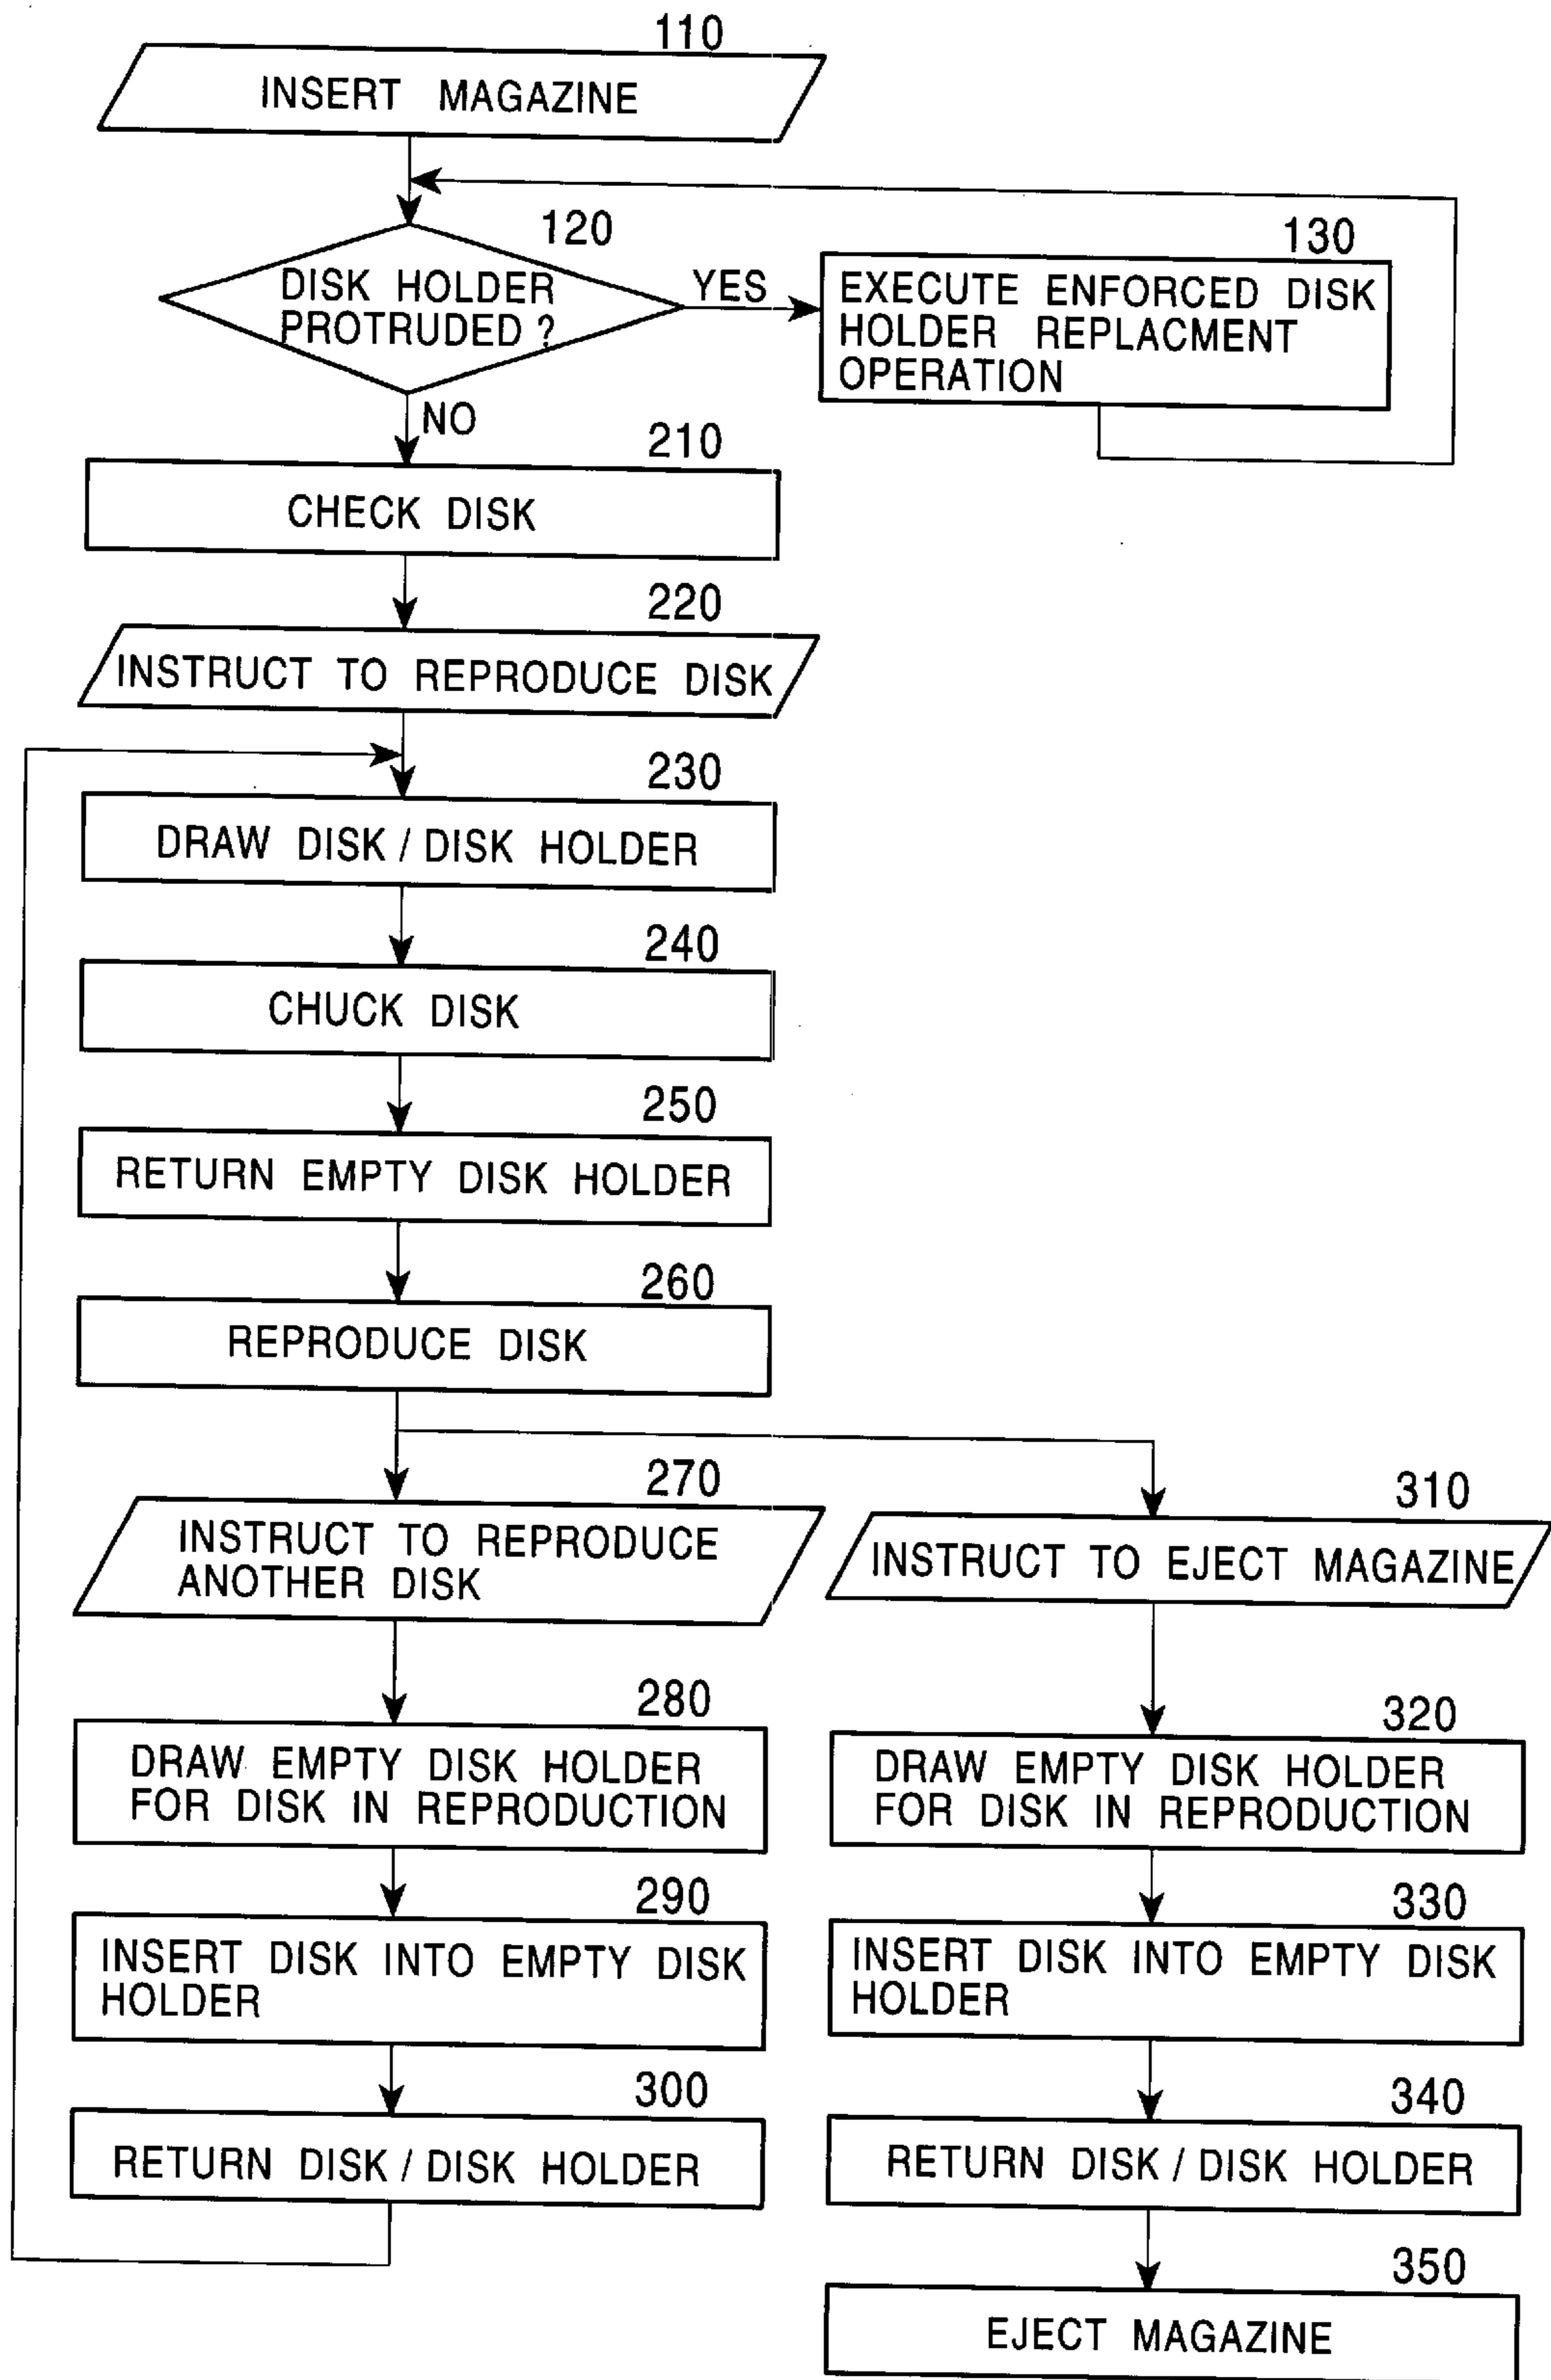 110
INSERT MAGAZINE
120
DISK HOLDER
PROTRUDED ?
YES
130
EXECUTE ENFORCED DISK
HOLDER REPLACMENT
OPERATION
NO
210
CHECK DISK
220
INSTRUCT TO REPRODUCE DISK
230
DRAW DISK / DISK HOLDER
240
CHUCK DISK
250
RETURN EMPTY DISK HOLDER
260
REPRODUCE DISK
270
INSTRUCT TO REPRODUCE
ANOTHER DISK
280
DRAW EMPTY DISK HOLDER
FOR DISK IN REPRODUCTION
290
INSERT DISK INTO EMPTY DISK
HOLDER
300
RETURN DISK / DISK HOLDER
310
INSTRUCT TO EJECT MAGAZINE
320
DRAW EMPTY DISK HOLDER
FOR DISK IN REPRODUCTION
330
INSERT DISK INTO EMPTY DISK
HOLDER
340
RETURN DISK / DISK HOLDER
350
EJECT MAGAZINE